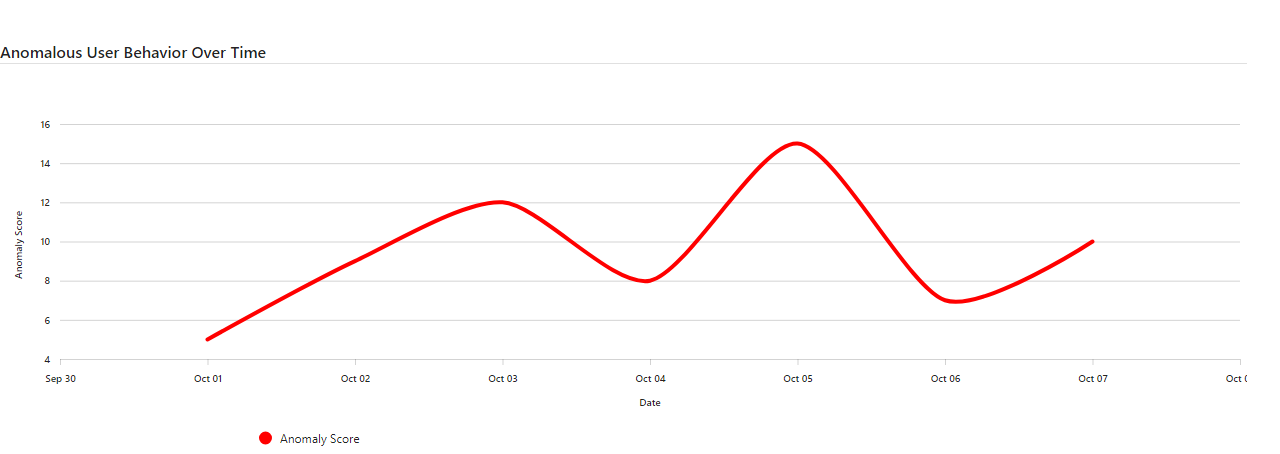 Anomalous User Behavior Over Time
16
14
12
10
8
6
4
Anomaly Score
Sep 30 Oct 01 Oct 02 Oct 03 Oct 04 Oct 05 Oct 06 Oct 07 Oct
Date
Anomaly Score